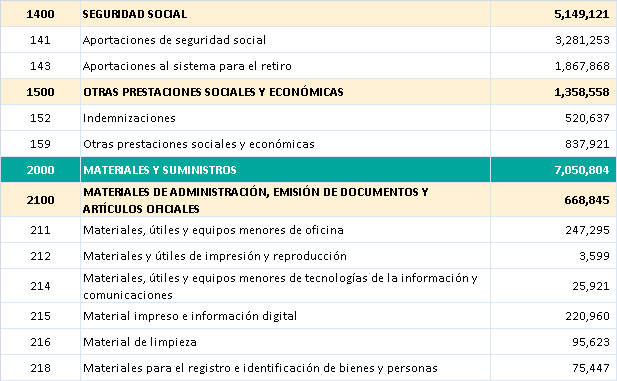 1400 SEGURIDAD SOCIAL 5,149,121
141 Aportaciones de seguridad social 3,281,253
143 Aportaciones al sistema para el retiro 1,867,868
1500 OTRAS PRESTACIONES SOCIALES Y ECONÓMICAS 1,358,558
152 Indemnizaciones 520,637
159 Otras prestaciones sociales y económicas 837,921
2000 MATERIALES Y SUMINISTROS 7,050,804
2100 MATERIALES DE ADMINISTRACIÓN, EMISIÓN DE DOCUMENTOS Y 668,845
ARTÍCULOS OFICIALES
211 Materiales, útiles y equipos menores de oficina 247,295
212 Materiales y útiles de impresión y reproducción 3,599
214 Materiales, útiles y equipos menores de tecnologías de la información y 25,921
comunicaciones
215 Material impreso e información digital 220,960
216 Material de limpieza 95,623
218 Materiales para el registro e identificación de bienes y personas 75,447